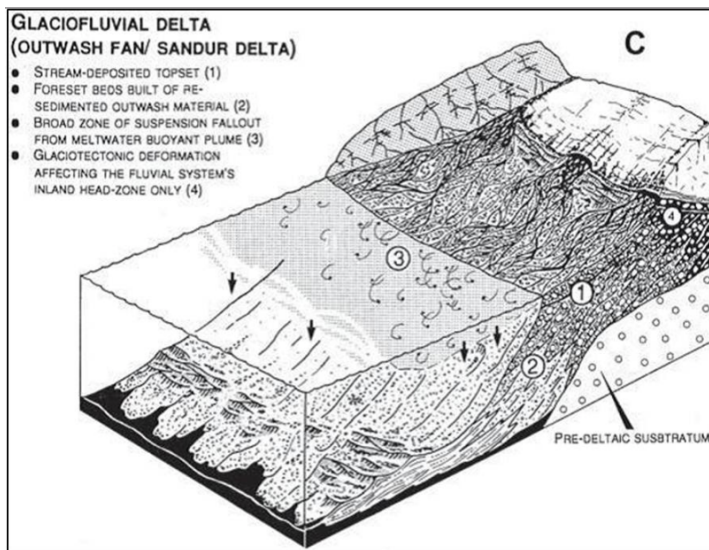 GLACIOFLUVIAL DELTA
(OUTWASH FAN/ SANDUR DELTA)
C
• STREAM-DEPOSITED TOPSET (1)
• FORESET BEDS BUILT OF RE-
SEDIMENTED OUTWASH MATERIAL (2)
• BROAD ZONE OF SUSPENSION FALLOUT
FROM MELTWATER BUOYANT PLUME (3)
• GLACIOTECTONIC DEFORMATION
AFFECTING THE FLUVIAL SYSTEM'S
INLAND HEAD-ZONE ONLY (4)
4
3
1
2
PRE-DELTAIC SUSBTRATUM